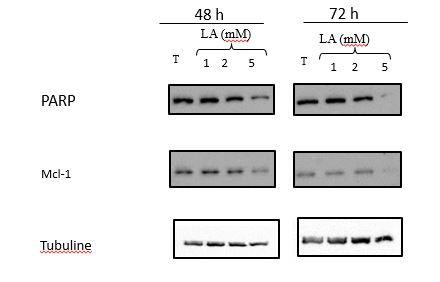 48 h 72 h
LA (mM) LA (mM)
T 1 2 5 T 1 2 5
PARP
Mcl-1
Tubuline